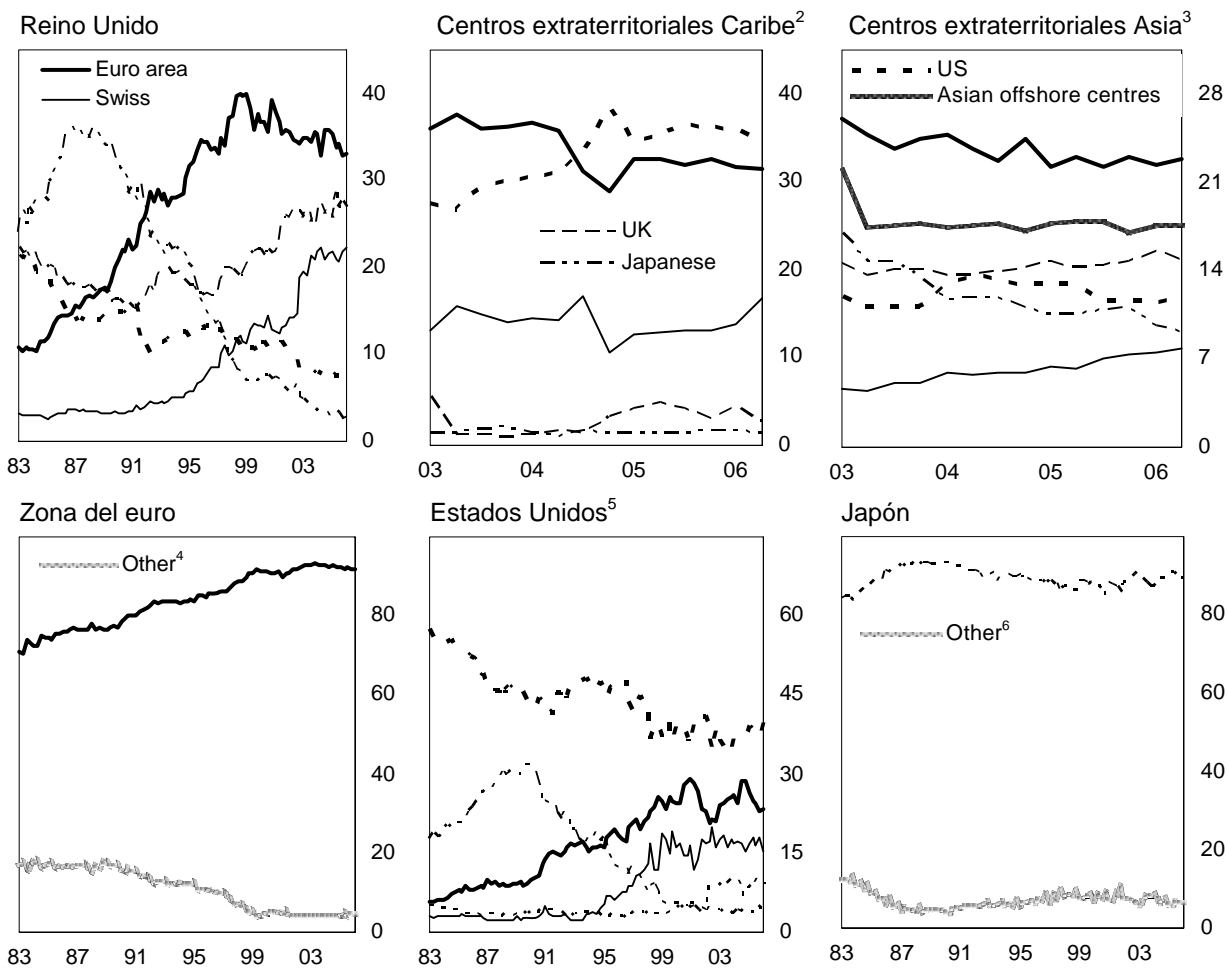 Reino Unido
Euro area
Swiss
40
30
20
10
0
83 87 91 95 99 03
Centros extraterritoriales Caribe²
UK
Japanese
40
30
20
10
0
03 04 05 06
Centros extraterritoriales Asia³
US
Asian offshore centres
28
21
14
7
0
03 04 05 06
Zona del euro
Other⁴
80
60
40
20
0
83 87 91 95 99 03
Estados Unidos⁵
60
45
30
15
0
83 87 91 95 99 03
Japón
Other⁶
80
60
40
20
0
83 87 91 95 99 03